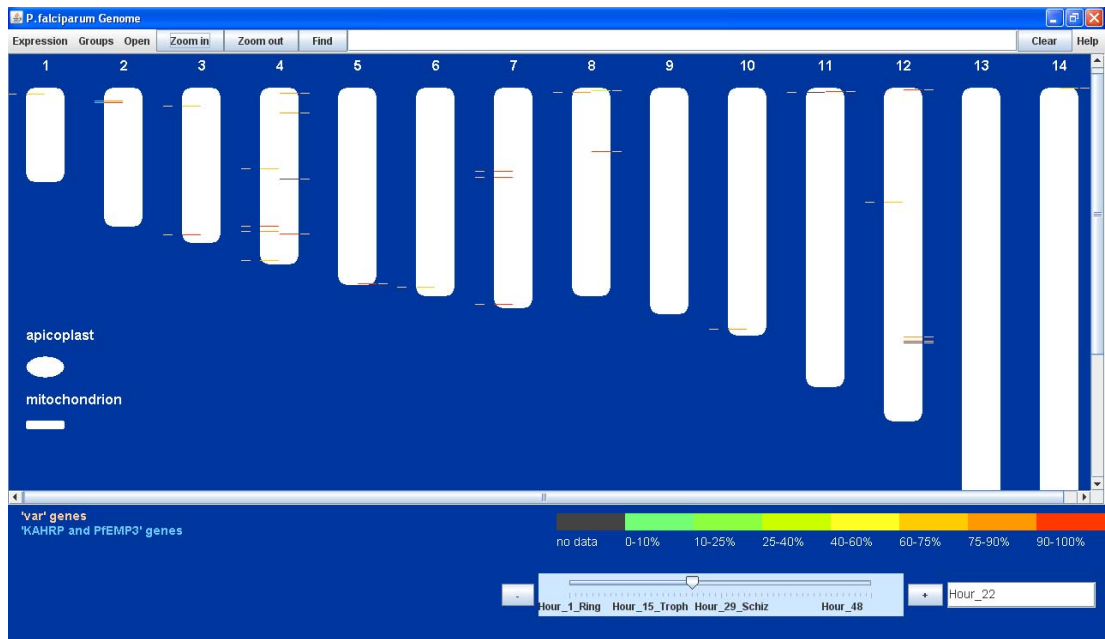 P.falciparum Genome
Expression Groups Open Zoom in Zoom out Find Clear Help
1 2 3 4 5 6 7 8 9 10 11 12 13 14
apicoplast
mitochondrion
'var' genes
'KAHRP and PfEMP3' genes
no data 0-10% 10-25% 25-40% 40-60% 60-75% 75-90% 90-100%
- + Hour_22
Hour_1_Ring Hour_15_Troph Hour_29_Schiz Hour_48